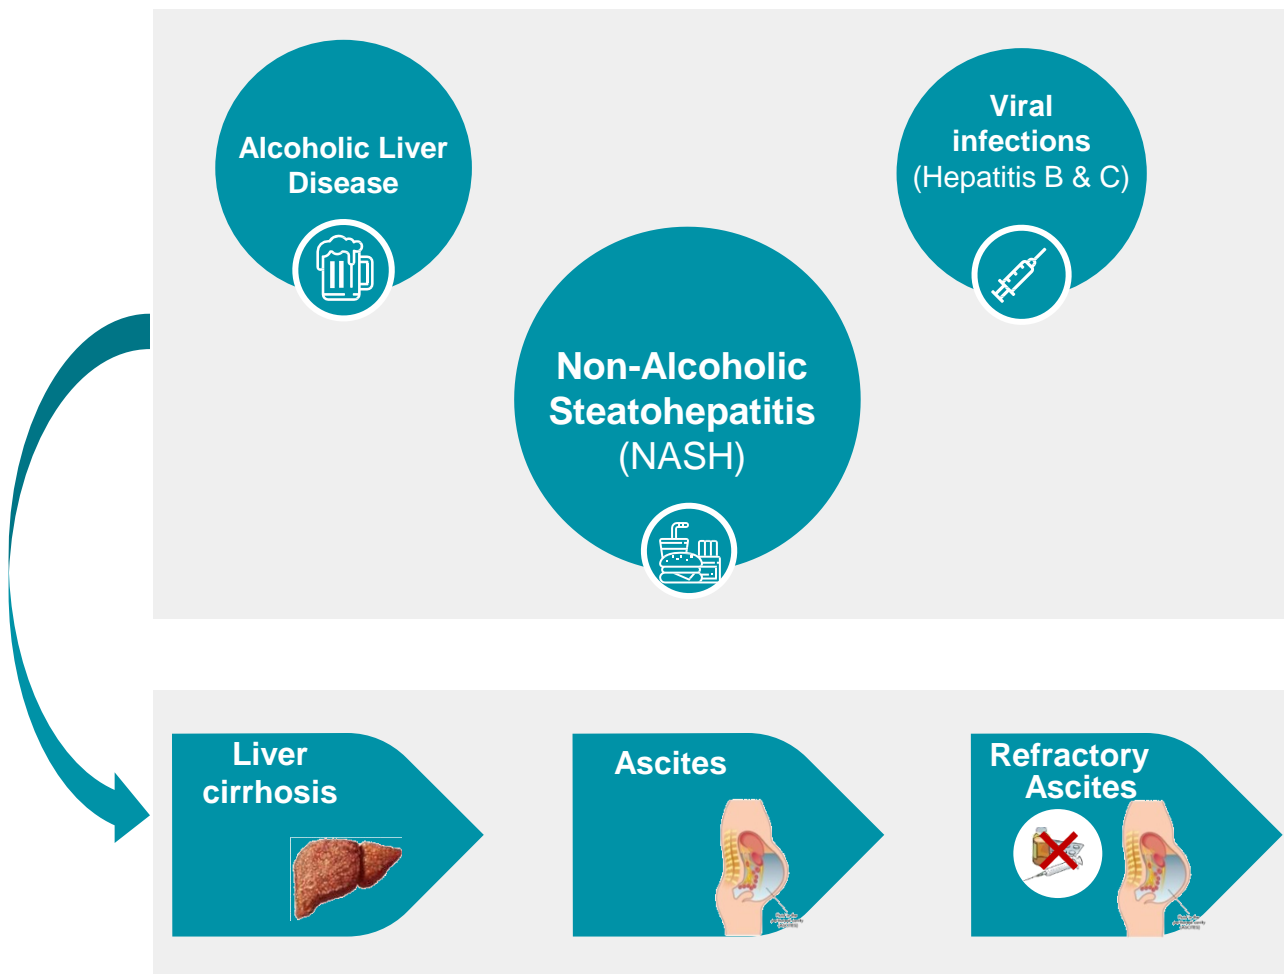 Alcoholic Liver
Disease
Viral
infections
(Hepatitis B & C)
Non-Alcoholic
Steatohepatitis
(NASH)
Liver
cirrhosis
Ascites
Refractory
Ascites